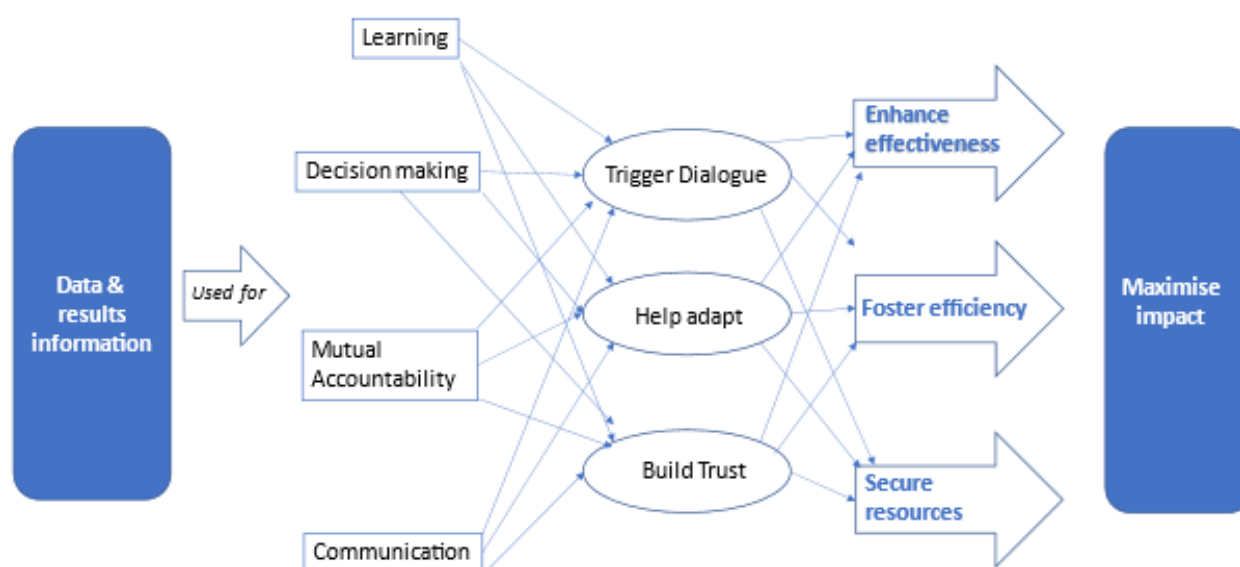 Data &
results
information
Used for
Learning
Decision making
Mutual
Accountability
Communication
Trigger Dialogue
Help adapt
Build Trust
Enhance
effectiveness
Foster efficiency
Secure
resources
Maximise
impact